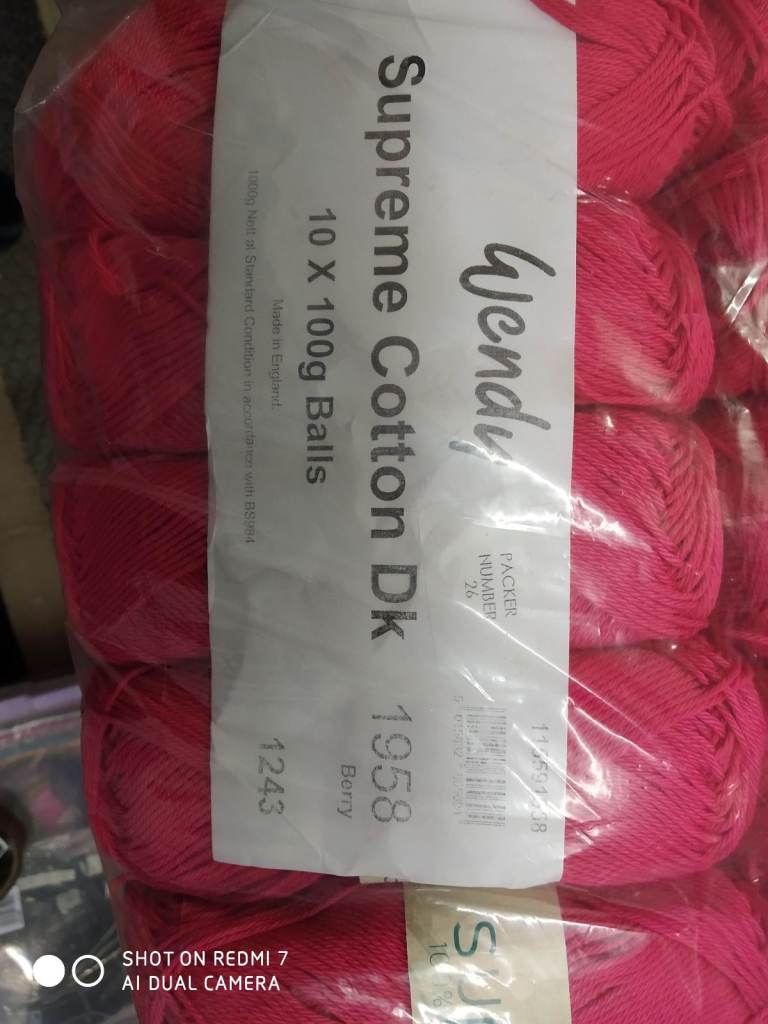 Wendy
PACKER
NUMBER
26
Supreme Cotton Dk 1958
Berry
10 X 100g Balls
Made in England
1243
1000g Nett at Standard Condition in accordance with BS984
SHOT ON REDMI 7
AI DUAL CAMERA